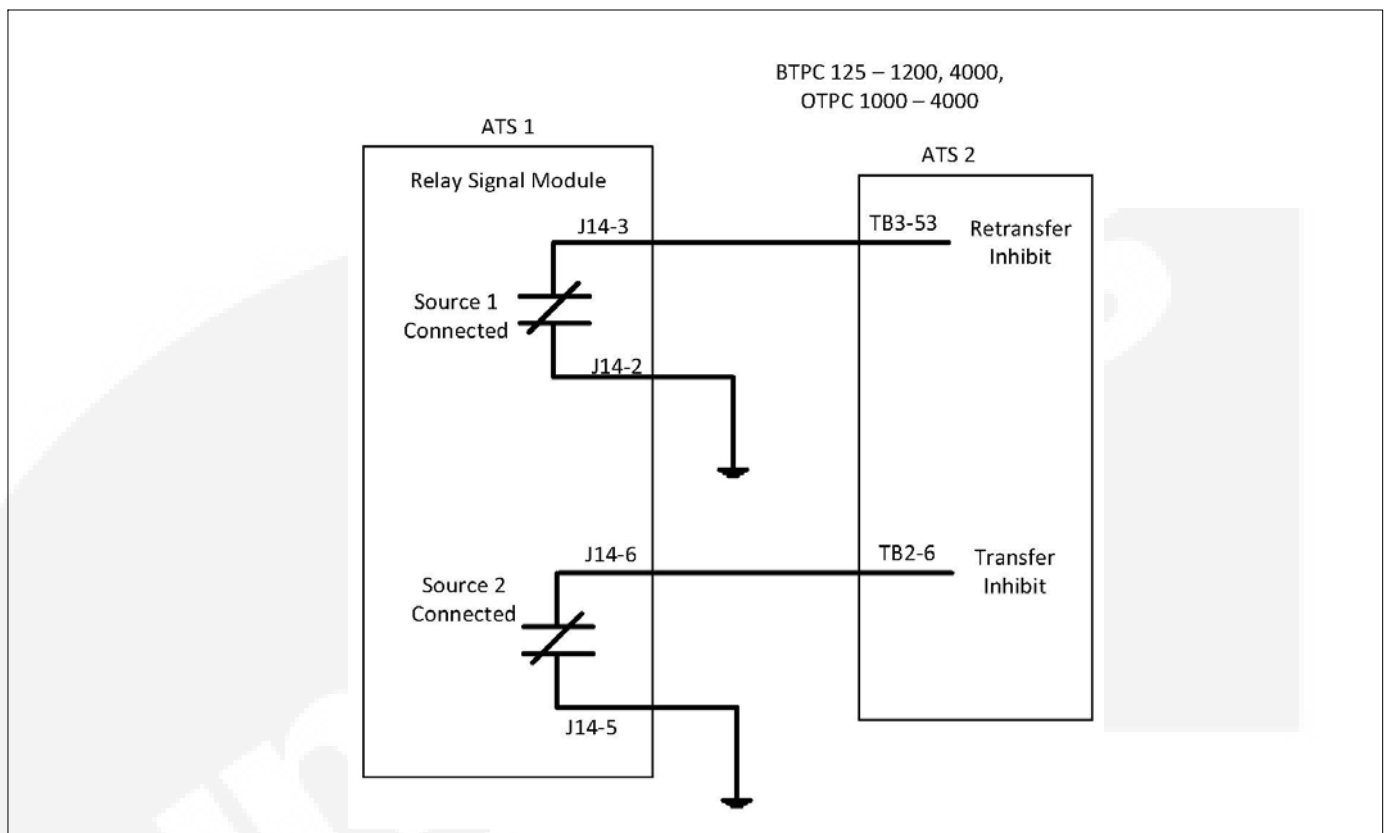 BTPC 125 – 1200, 4000,
OTPC 1000 – 4000
ATS 1
ATS 2
Relay Signal Module
J14-3
TB3-53
Retransfer
Inhibit
Source 1
Connected
J14-2
J14-6
TB2-6
Transfer
Inhibit
Source 2
Connected
J14-5